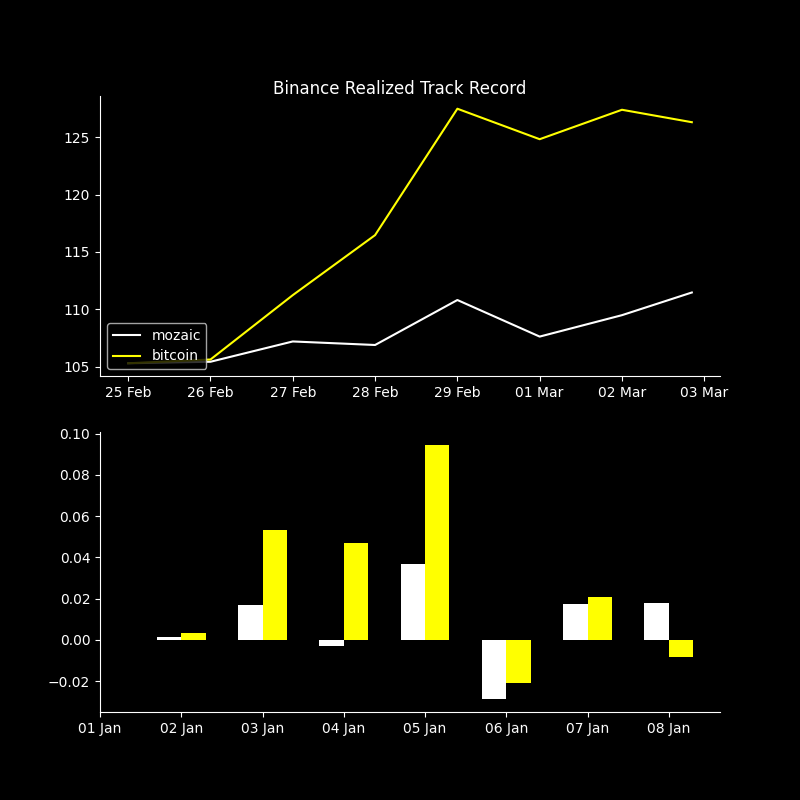 Binance Realized Track Record
125
120
115
110
105
mozaic
bitcoin
25 Feb 26 Feb 27 Feb 28 Feb 29 Feb 01 Mar 02 Mar 03 Mar
0.10
0.08
0.06
0.04
0.02
0.00
−0.02
01 Jan 02 Jan 03 Jan 04 Jan 05 Jan 06 Jan 07 Jan 08 Jan